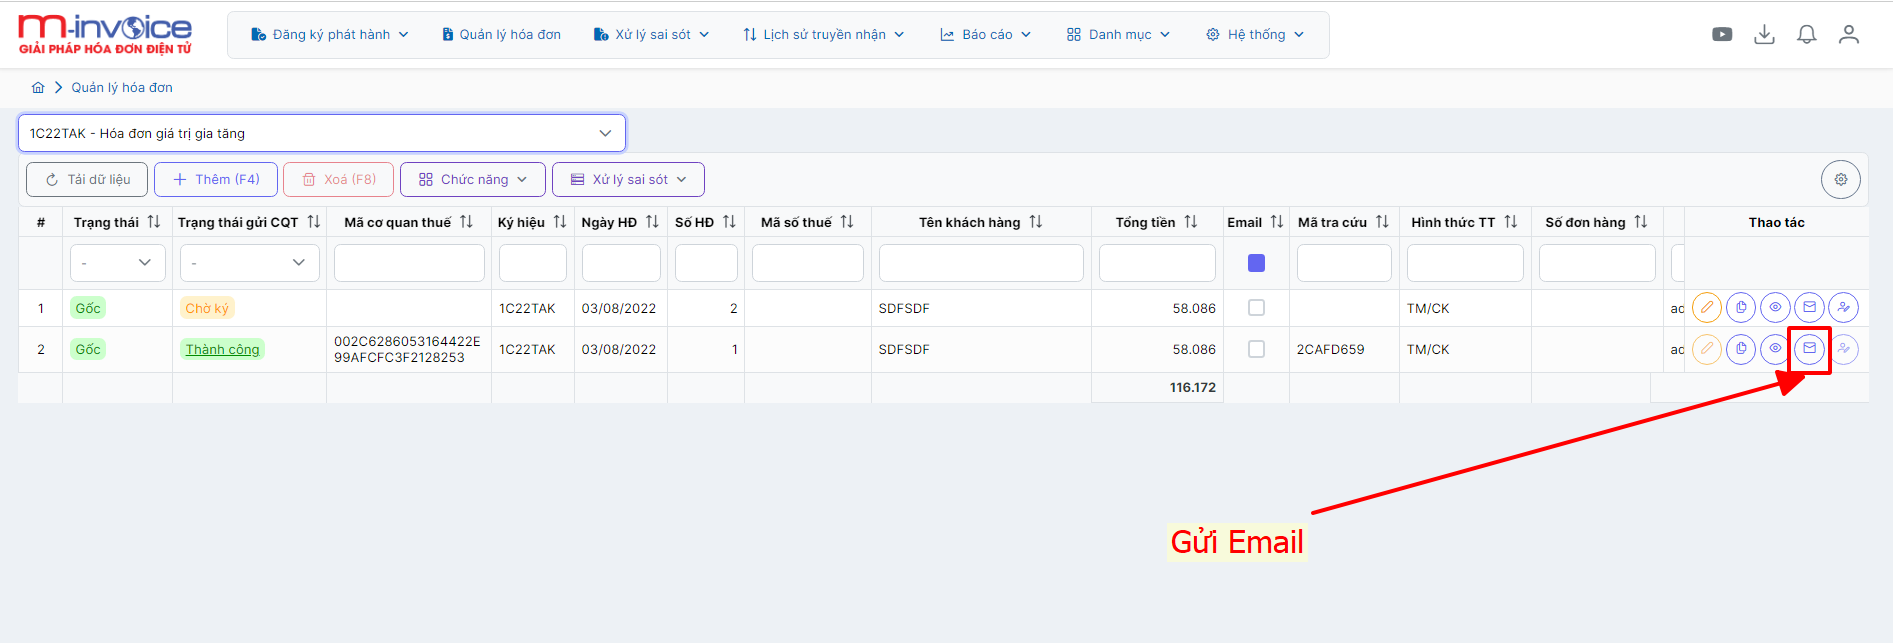 M-invoice
GIẢI PHÁP HÓA ĐƠN ĐIỆN TỬ
Đăng ký phát hành
Quản lý hóa đơn
Xử lý sai sót
Lịch sử truyền nhận
Báo cáo
Danh mục
Hệ thống
Quản lý hóa đơn
1C22TAK - Hóa đơn giá trị gia tăng
Tải dữ liệu
Thêm (F4)
Xoá (F8)
Chức năng
Xử lý sai sót
# Trạng thái Trạng thái gửi CQT Mã cơ quan thuế Ký hiệu Ngày HĐ Số HĐ Mã số thuế Tên khách hàng Tổng tiền Email Mã tra cứu Hình thức TT Số đơn hàng Thao tác
- -
1 Gốc Chờ ký 1C22TAK 03/08/2022 2 SDFSDF 58.086 TM/CK ad
2 Gốc Thành công 002C6286053164422E 1C22TAK 03/08/2022 1 SDFSDF 58.086 2CAFD659 TM/CK ad
99AFCFC3F2128253
116.172
Gửi Email